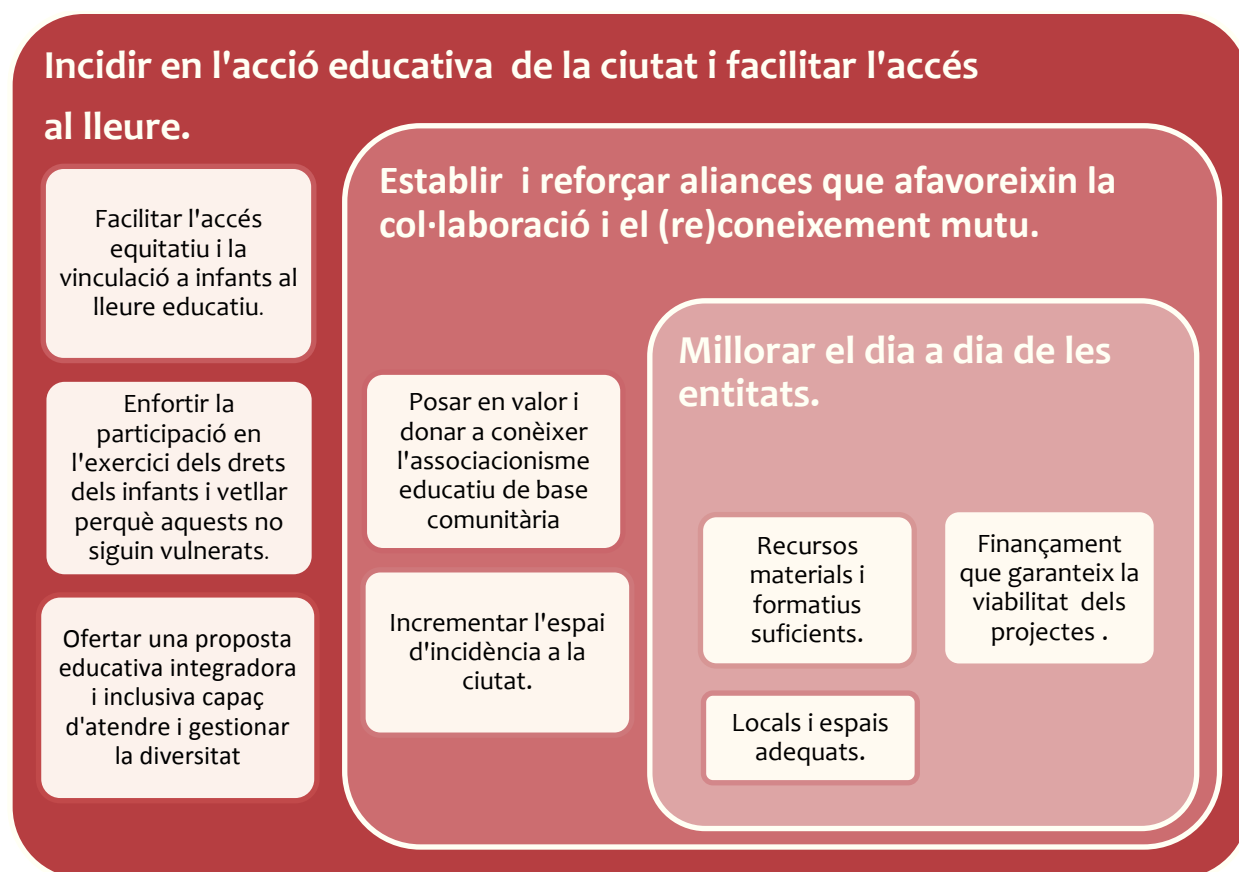 Incidir en l'acció educativa  de la ciutat i facilitar l'accés
al lleure.
Facilitar l'accés
equitatiu i la
vinculació a infants al
lleure educatiu.
Enfortir la
participació en
l'exercici dels drets
dels infants i vetllar
perquè aquests no
siguin vulnerats.
Ofertar una proposta
educativa integradora
i inclusiva capaç
d'atendre i gestionar
la diversitat
Establir  i reforçar aliances que afavoreixin la
col·laboració i el (re)coneixement mutu.
Posar en valor i
donar a conèixer
l'associacionisme
educatiu de base
comunitària
Incrementar l'espai
d'incidència a la
ciutat.
Millorar el dia a dia de les
entitats.
Recursos
materials i
formatius
suficients.
Finançament
que garanteix la
viabilitat  dels
projectes .
Locals i espais
adequats.